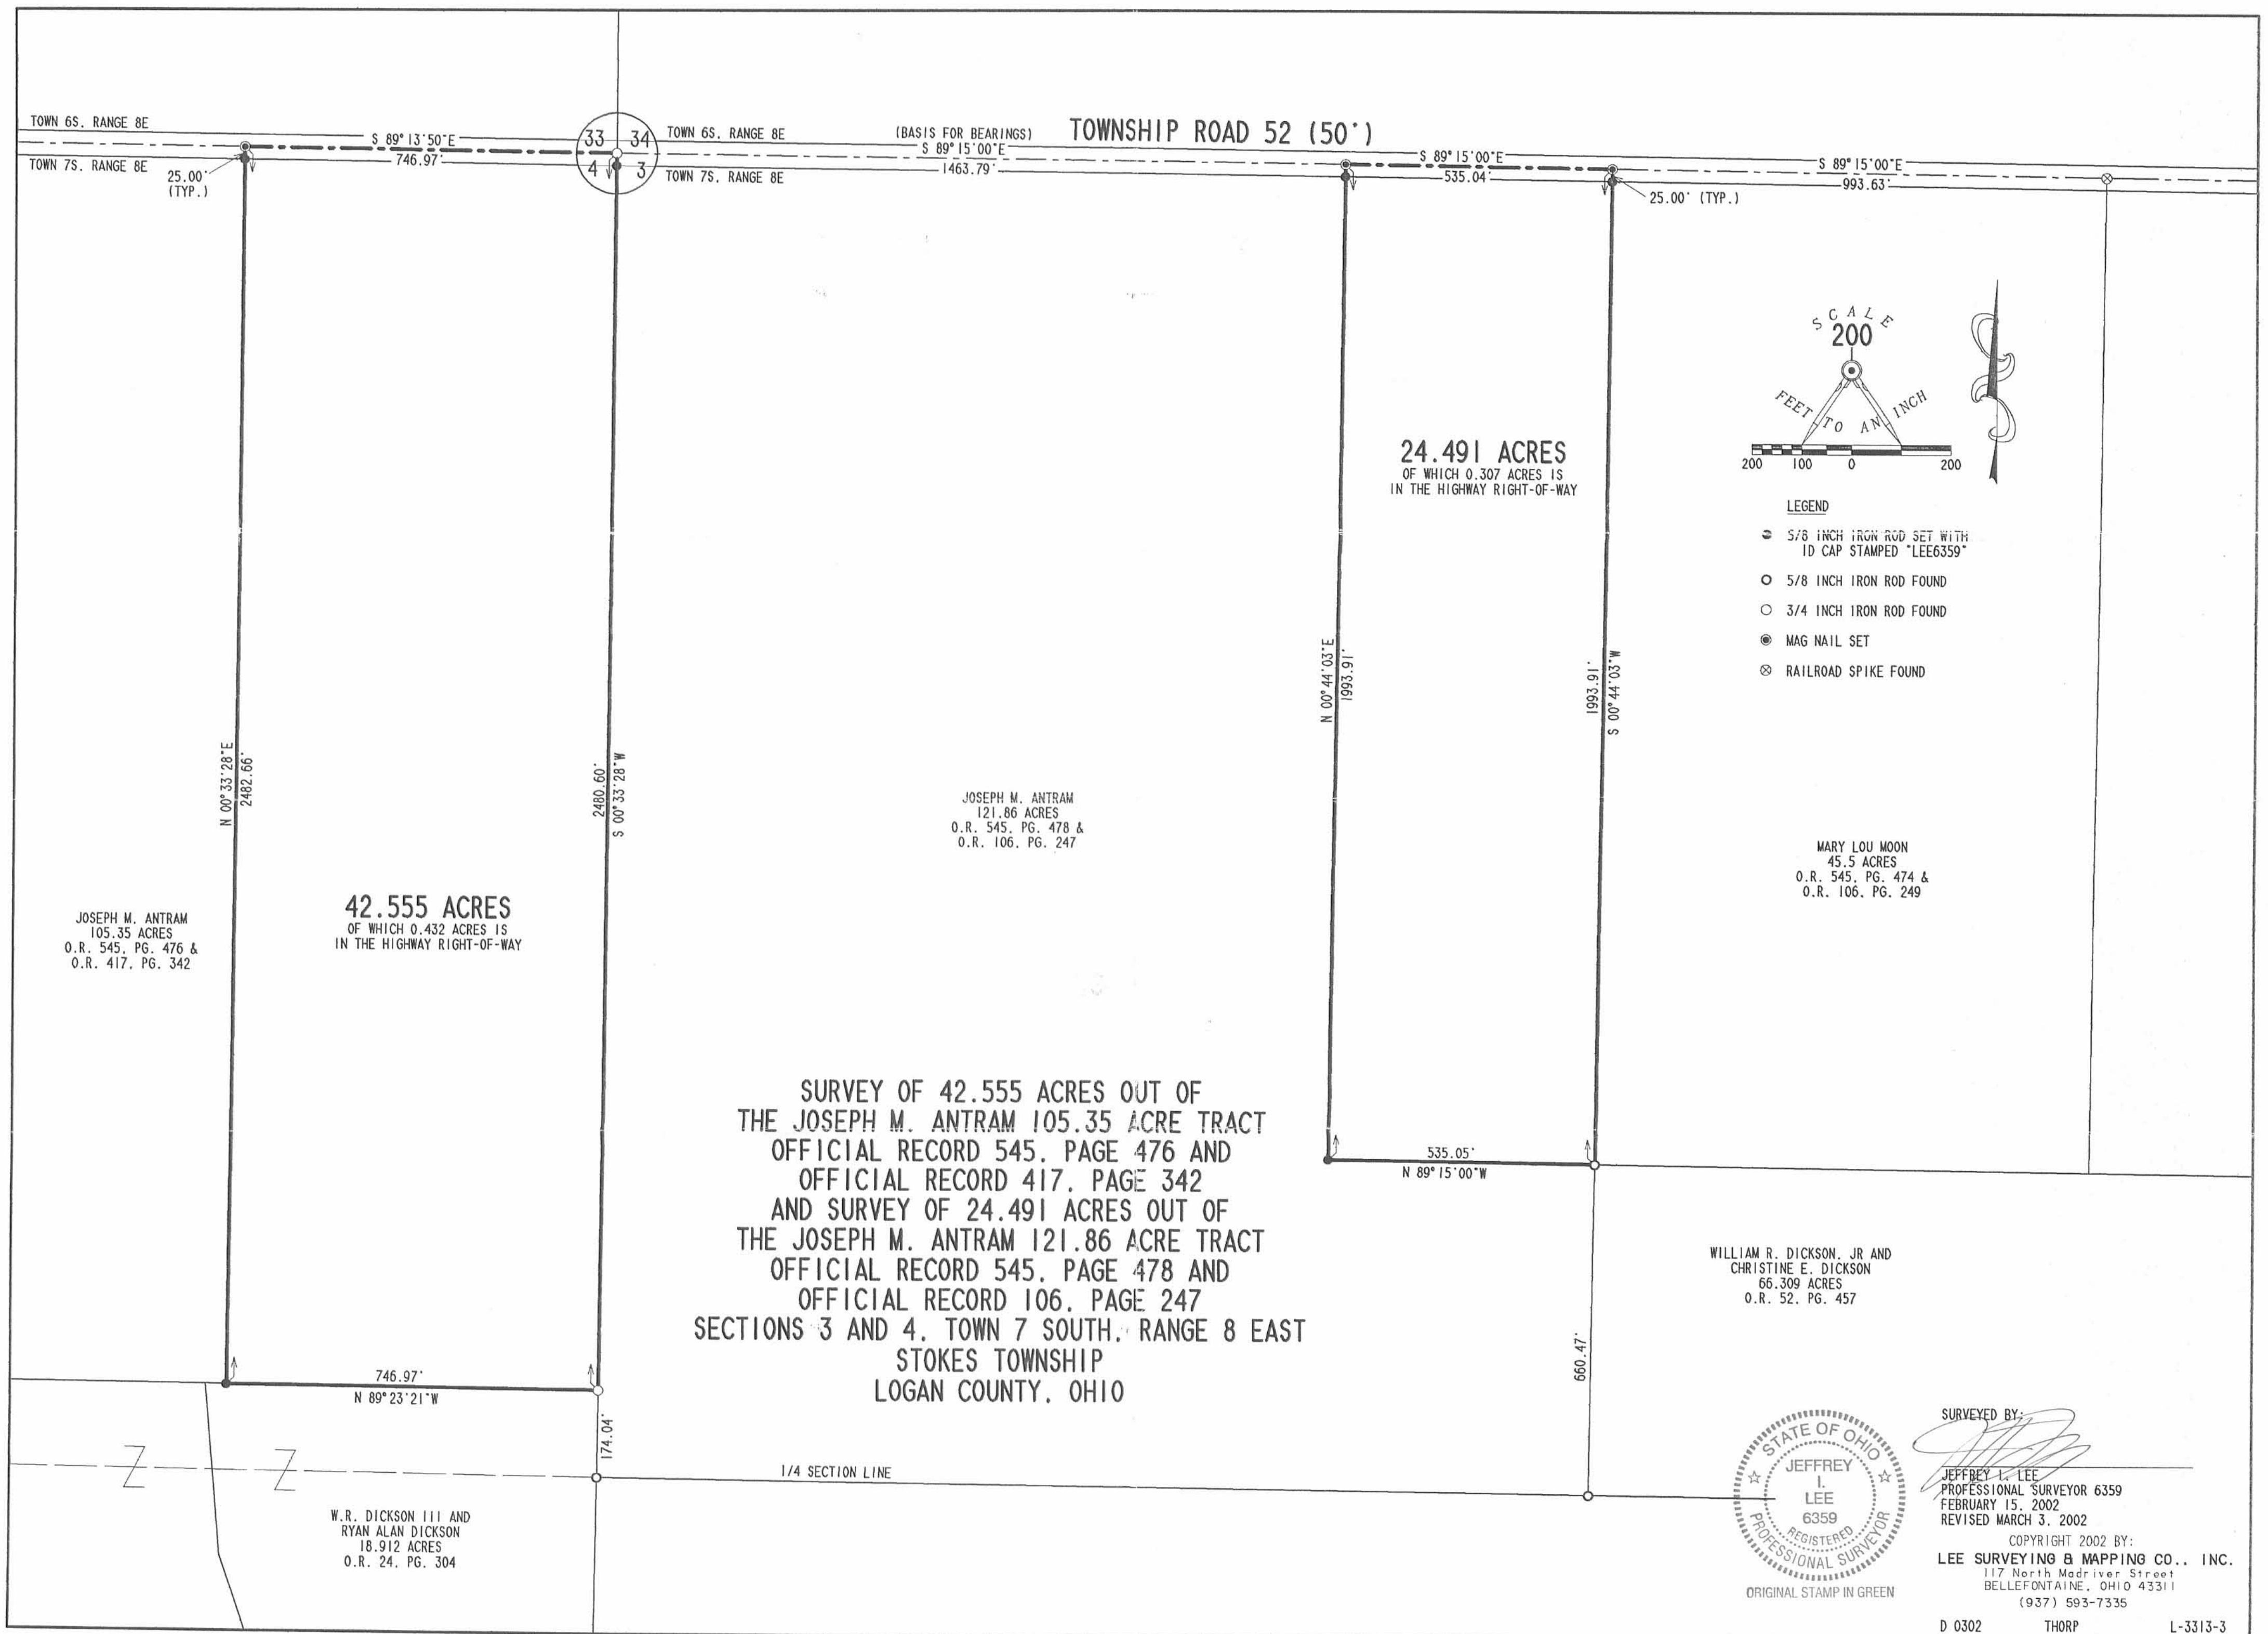 TOWN 6S. RANGE 8E
TOWN 7S. RANGE 8E
S 89°13'50"E
746.97'
25.00'
(TYP.)
33 34
4 3
TOWN 6S. RANGE 8E
TOWN 7S. RANGE 8E
(BASIS FOR BEARINGS)
S 89°15'00"E
1463.79'
TOWNSHIP ROAD 52 (50')
S 89°15'00"E
535.04'
25.00' (TYP.)
S 89°15'00"E
993.63'
SCALE
200
FEET TO AN INCH
200 100 0 200
LEGEND
5/8 INCH IRON ROD SET WITH
ID CAP STAMPED "LEE6359"
5/8 INCH IRON ROD FOUND
3/4 INCH IRON ROD FOUND
MAG NAIL SET
RAILROAD SPIKE FOUND
24.491 ACRES
OF WHICH 0.307 ACRES IS
IN THE HIGHWAY RIGHT-OF-WAY
N 00°44'03"E
1993.91'
1993.91'
S 00°44'03"W
N 00°33'28"E
2482.66'
2480.60'
S 00°33'28"W
JOSEPH M. ANTRAM
121.86 ACRES
O.R. 545. PG. 478 &
O.R. 106. PG. 247
MARY LOU MOON
45.5 ACRES
O.R. 545. PG. 474 &
O.R. 106. PG. 249
JOSEPH M. ANTRAM
105.35 ACRES
O.R. 545. PG. 476 &
O.R. 417. PG. 342
42.555 ACRES
OF WHICH 0.432 ACRES IS
IN THE HIGHWAY RIGHT-OF-WAY
SURVEY OF 42.555 ACRES OUT OF
THE JOSEPH M. ANTRAM 105.35 ACRE TRACT
OFFICIAL RECORD 545. PAGE 476 AND
OFFICIAL RECORD 417. PAGE 342
AND SURVEY OF 24.491 ACRES OUT OF
THE JOSEPH M. ANTRAM 121.86 ACRE TRACT
OFFICIAL RECORD 545. PAGE 478 AND
OFFICIAL RECORD 106. PAGE 247
SECTIONS 3 AND 4. TOWN 7 SOUTH. RANGE 8 EAST
STOKES TOWNSHIP
LOGAN COUNTY. OHIO
535.05'
N 89°15'00"W
WILLIAM R. DICKSON. JR AND
CHRISTINE E. DICKSON
66.309 ACRES
O.R. 52. PG. 457
660.47'
746.97'
N 89°23'21"W
174.04'
1/4 SECTION LINE
W.R. DICKSON III AND
RYAN ALAN DICKSON
18.912 ACRES
O.R. 24. PG. 304
STATE OF OHIO
JEFFREY
I.
LEE
6359
REGISTERED
PROFESSIONAL SURVEYOR
ORIGINAL STAMP IN GREEN
SURVEYED BY:
JEFFREY I. LEE
PROFESSIONAL SURVEYOR 6359
FEBRUARY 15. 2002
REVISED MARCH 3. 2002
COPYRIGHT 2002 BY:
LEE SURVEYING & MAPPING CO.. INC.
117 North Madriver Street
BELLEFONTAINE. OHIO 43311
(937) 593-7335
D 0302 THORP L-3313-3